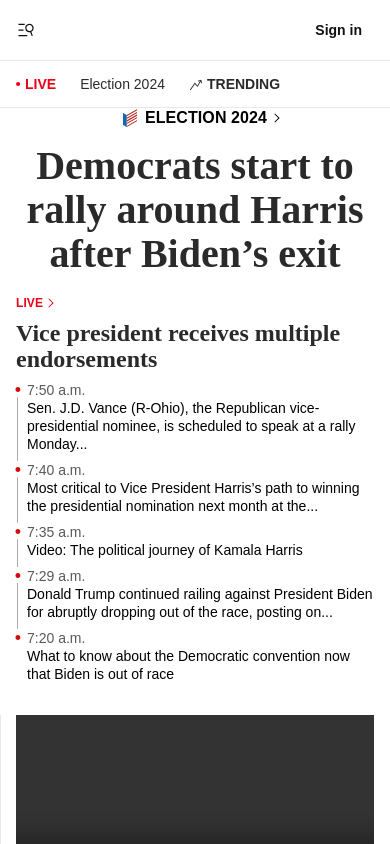 Sign in
LIVE
Election 2024
TRENDING
ELECTION 2024
Democrats start to
rally around Harris
after Biden’s exit
LIVE
Vice president receives multiple
endorsements
7:50 a.m.
Sen. J.D. Vance (R-Ohio), the Republican vice-
presidential nominee, is scheduled to speak at a rally
Monday...
7:40 a.m.
Most critical to Vice President Harris’s path to winning
the presidential nomination next month at the...
7:35 a.m.
Video: The political journey of Kamala Harris
7:29 a.m.
Donald Trump continued railing against President Biden
for abruptly dropping out of the race, posting on...
7:20 a.m.
What to know about the Democratic convention now
that Biden is out of race